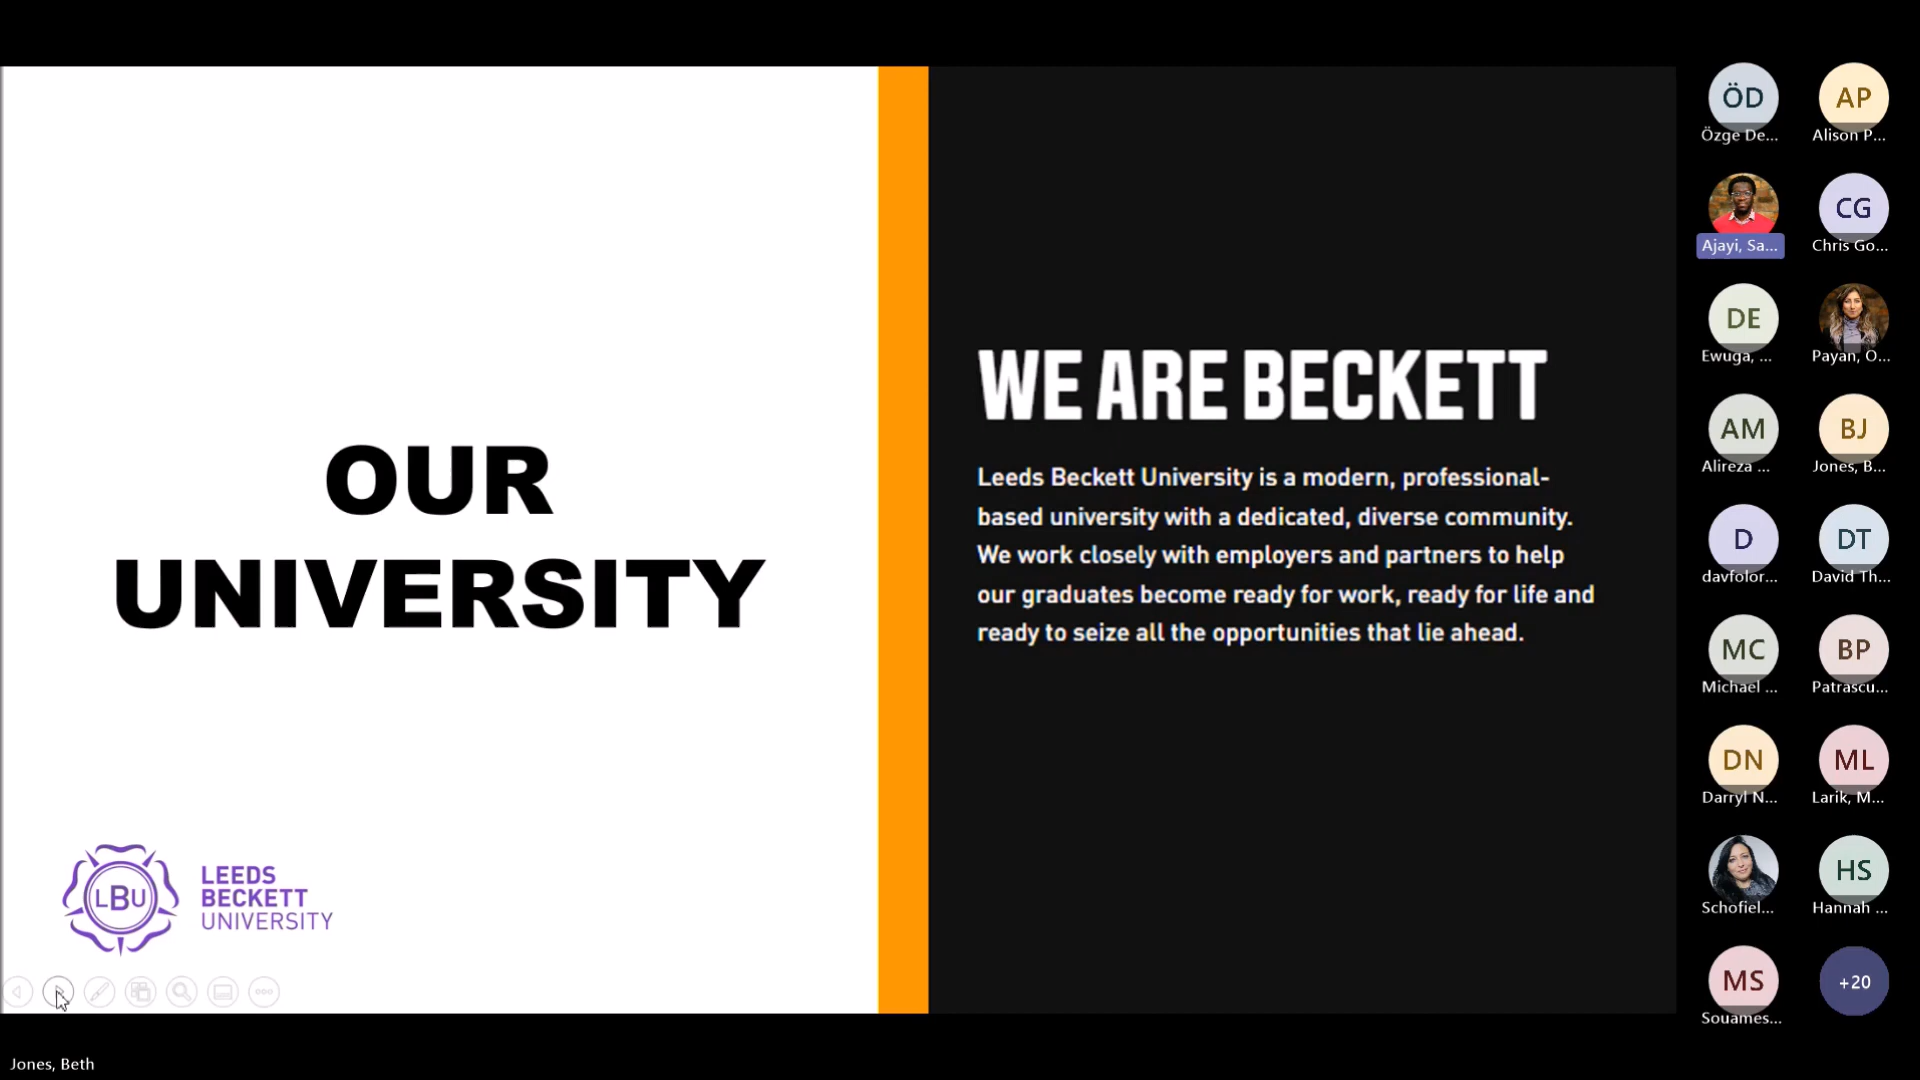 OUR
UNIVERSITY
LBU
LEEDS
BECKETT
UNIVERSITY
WE ARE BECKETT
Leeds Beckett University is a modern, professional-
based university with a dedicated, diverse community.
We work closely with employers and partners to help
our graduates become ready for work, ready for life and
ready to seize all the opportunities that lie ahead.
ÖD
Özge De...
AP
Alison P...
Ajayi, Sa...
CG
Chris Go...
DE
Ewuga, ...
Payan, O...
AM
Alireza ...
BJ
Jones, B...
D
davfolor...
DT
David Th...
MC
Michael ...
BP
Patrascu...
DN
Darryl N...
ML
Larik, M...
Schofiel...
HS
Hannah ...
MS
Souames...
+20
Jones, Beth